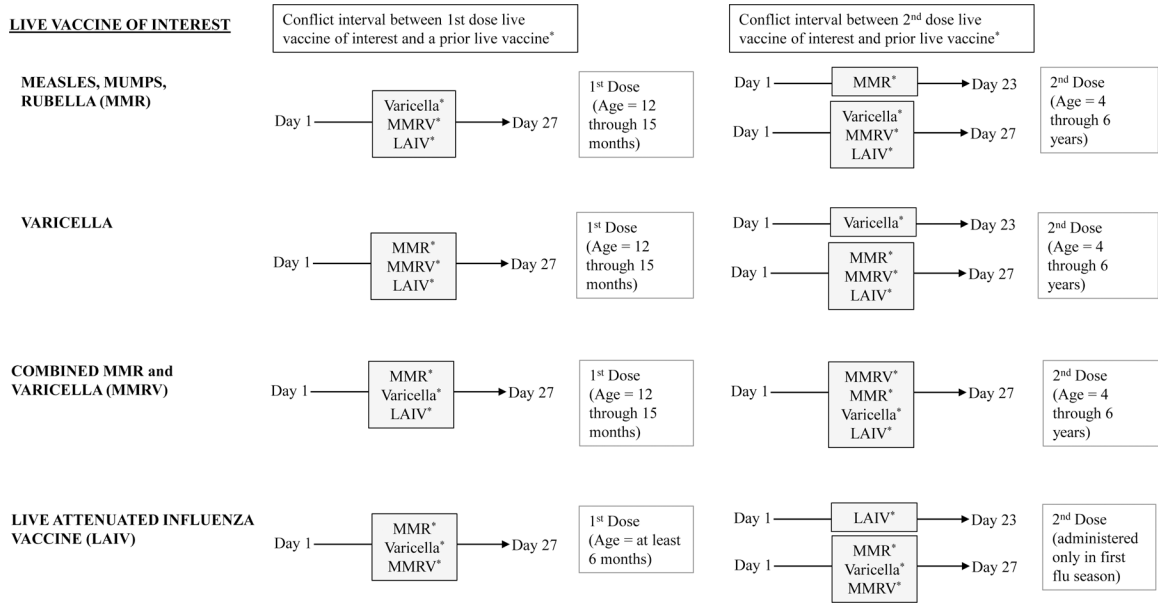 LIVE VACCINE OF INTEREST
Conflict interval between 1st dose live
vaccine of interest and a prior live vaccine*
Conflict interval between 2nd dose live
vaccine of interest and prior live vaccine*
MEASLES, MUMPS,
RUBELLA (MMR)
Day 1
Varicella*
MMRV*
LAIV*
Day 27
1st Dose
(Age = 12
through 15
months)
Day 1
MMR*
Day 23
Day 1
Varicella*
MMRV*
LAIV*
Day 27
2nd Dose
(Age = 4
through 6
years)
VARICELLA
Day 1
MMR*
MMRV*
LAIV*
Day 27
1st Dose
(Age = 12
through 15
months)
Day 1
Varicella*
Day 23
Day 1
MMR*
MMRV*
LAIV*
Day 27
2nd Dose
(Age = 4
through 6
years)
COMBINED MMR and
VARICELLA (MMRV)
Day 1
MMR*
Varicella*
LAIV*
Day 27
1st Dose
(Age = 12
through 15
months)
Day 1
MMRV*
MMR*
Varicella*
LAIV*
Day 27
2nd Dose
(Age = 4
through 6
years)
LIVE ATTENUATED INFLUENZA
VACCINE (LAIV)
Day 1
MMR*
Varicella*
MMRV*
Day 27
1st Dose
(Age = at least
6 months)
Day 1
LAIV*
Day 23
Day 1
MMR*
Varicella*
MMRV*
Day 27
2nd Dose
(administered
only in first
flu season)